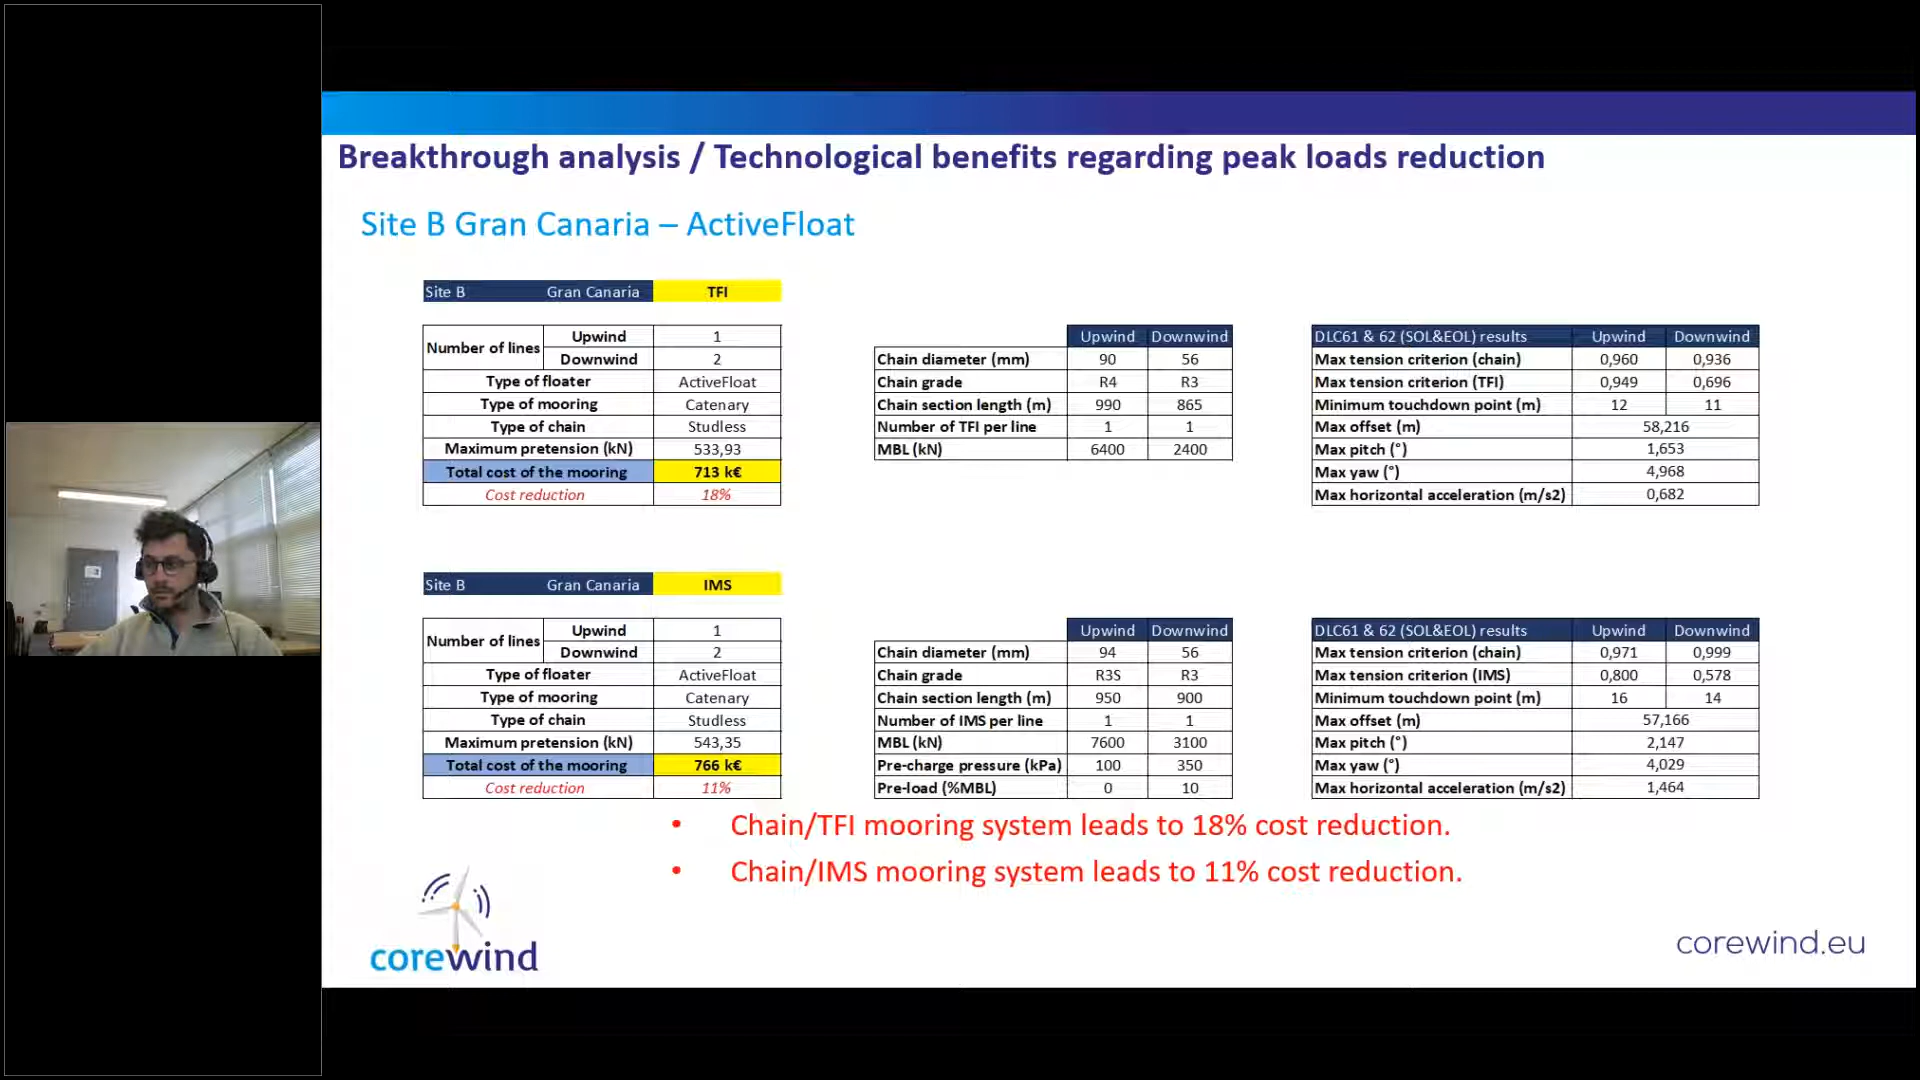 Breakthrough analysis / Technological benefits regarding peak loads reduction
Site B Gran Canaria – ActiveFloat
Site B Gran Canaria TFI
Number of lines Upwind 1
Downwind 2
Type of floater ActiveFloat
Type of mooring Catenary
Type of chain Studless
Maximum pretension (kN) 533,93
Total cost of the mooring 713 k€
Cost reduction 18%
Upwind Downwind
Chain diameter (mm) 90 56
Chain grade R4 R3
Chain section length (m) 990 865
Number of TFI per line 1 1
MBL (kN) 6400 2400
DLC61 & 62 (SOL&EOL) results Upwind Downwind
Max tension criterion (chain) 0,960 0,936
Max tension criterion (TFI) 0,949 0,696
Minimum touchdown point (m) 12 11
Max offset (m) 58,216
Max pitch (°) 1,653
Max yaw (°) 4,968
Max horizontal acceleration (m/s2) 0,682
Site B Gran Canaria IMS
Number of lines Upwind 1
Downwind 2
Type of floater ActiveFloat
Type of mooring Catenary
Type of chain Studless
Maximum pretension (kN) 543,35
Total cost of the mooring 766 k€
Cost reduction 11%
Upwind Downwind
Chain diameter (mm) 94 56
Chain grade R3S R3
Chain section length (m) 950 900
Number of IMS per line 1 1
MBL (kN) 7600 3100
Pre-charge pressure (kPa) 100 350
Pre-load (%MBL) 0 10
DLC61 & 62 (SOL&EOL) results Upwind Downwind
Max tension criterion (chain) 0,971 0,999
Max tension criterion (IMS) 0,800 0,578
Minimum touchdown point (m) 16 14
Max offset (m) 57,166
Max pitch (°) 2,147
Max yaw (°) 4,029
Max horizontal acceleration (m/s2) 1,464
• Chain/TFI mooring system leads to 18% cost reduction.
• Chain/IMS mooring system leads to 11% cost reduction.
corewind
corewind.eu